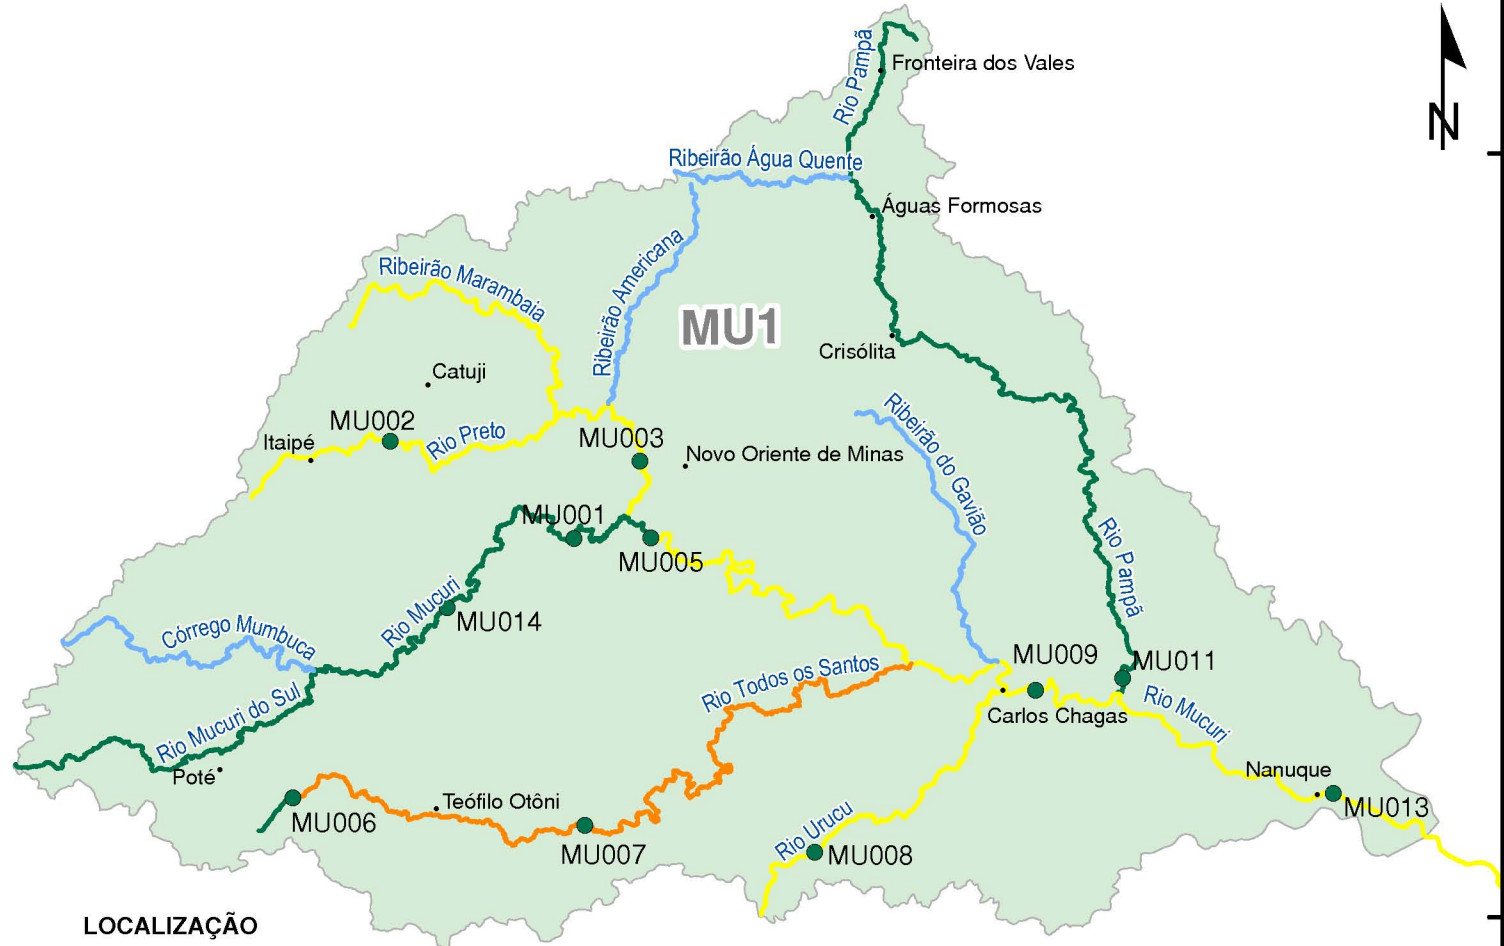 Rio Pampã
Fronteira dos Vales
N
Ribeirão Água Quente
Águas Formosas
Ribeirão Marambaia
Ribeirão Americana
MU1
Crisólita
Catuji
MU002
Itaipé
Rio Preto
MU003
Novo Oriente de Minas
Ribeirão do Gavião
MU001
MU005
Rio Pampã
Rio Mucuri
MU014
Córrego Mumbuca
Rio Todos os Santos
MU009
MU011
Rio Mucuri do Sul
Carlos Chagas
Rio Mucuri
Poté
Nanuque
Teófilo Otôni
MU013
MU006
MU007
Rio Urucu
MU008
LOCALIZAÇÃO